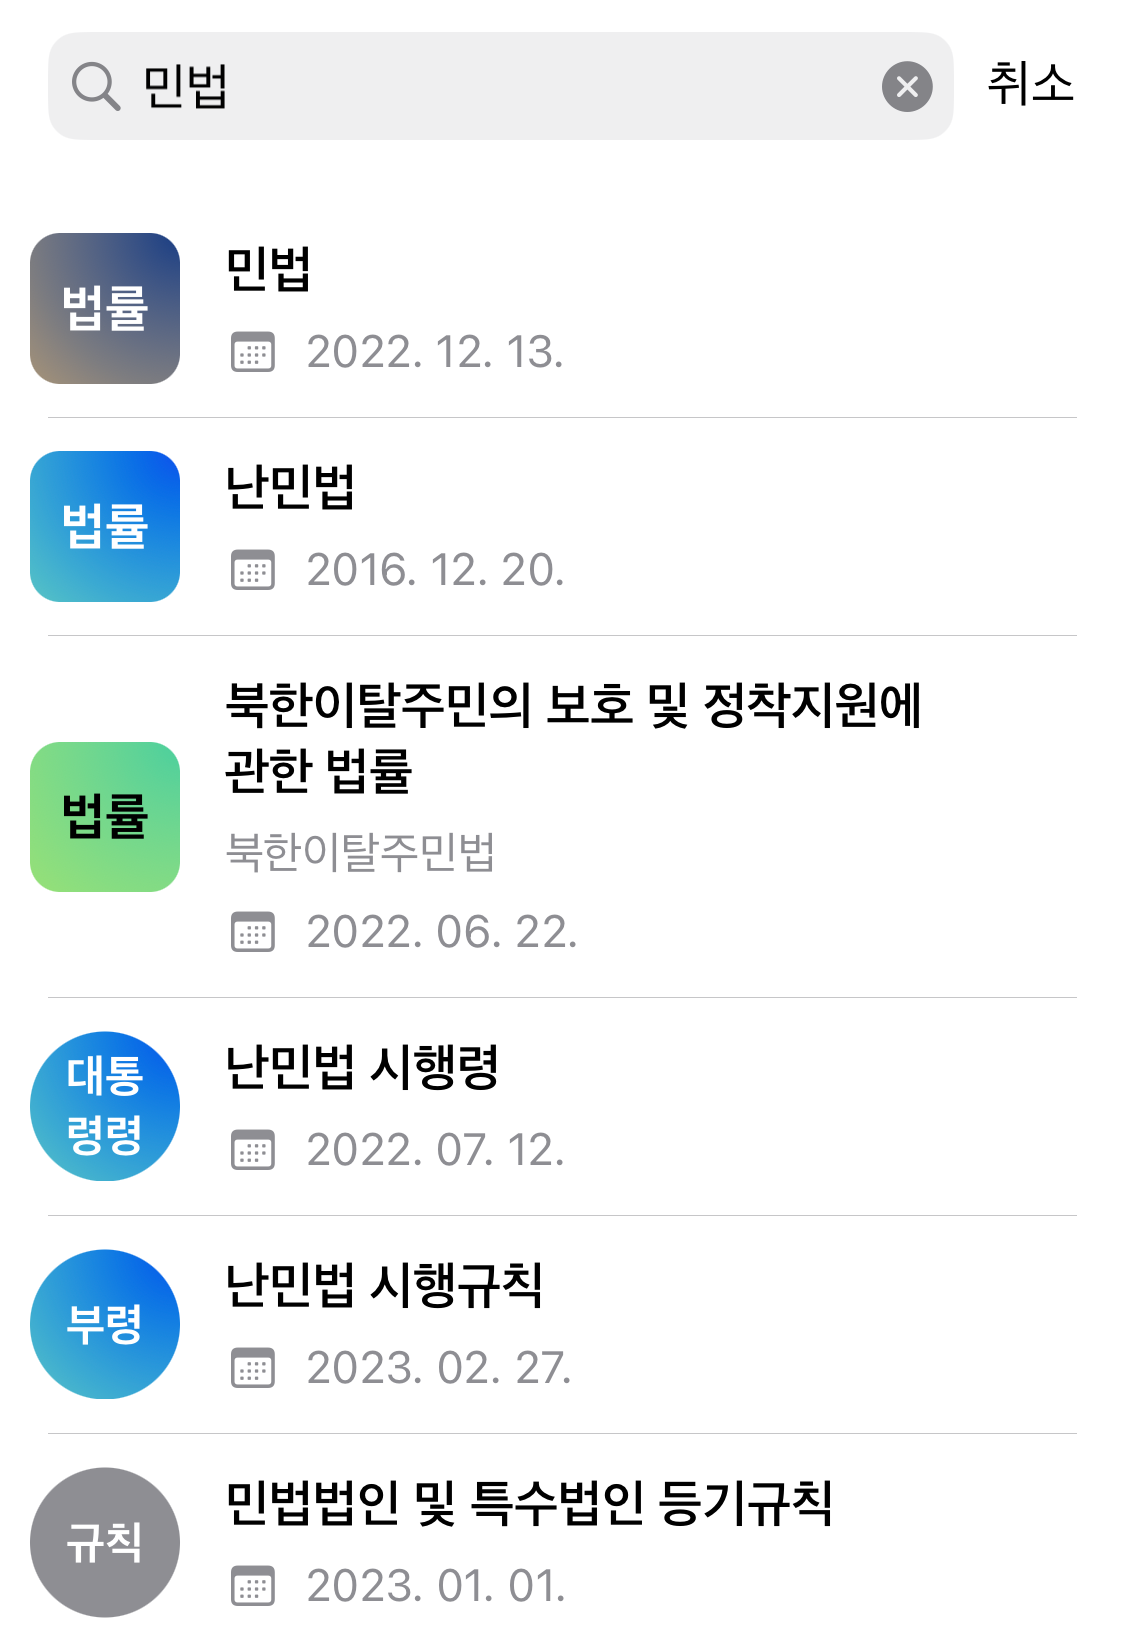 민법
취소
법률
민법
2022. 12. 13.
법률
난민법
2016. 12. 20.
법률
북한이탈주민의 보호 및 정착지원에
관한 법률
북한이탈주민법
2022. 06. 22.
대통
령령
난민법 시행령
2022. 07. 12.
부령
난민법 시행규칙
2023. 02. 27.
규칙
민법법인 및 특수법인 등기규칙
2023. 01. 01.